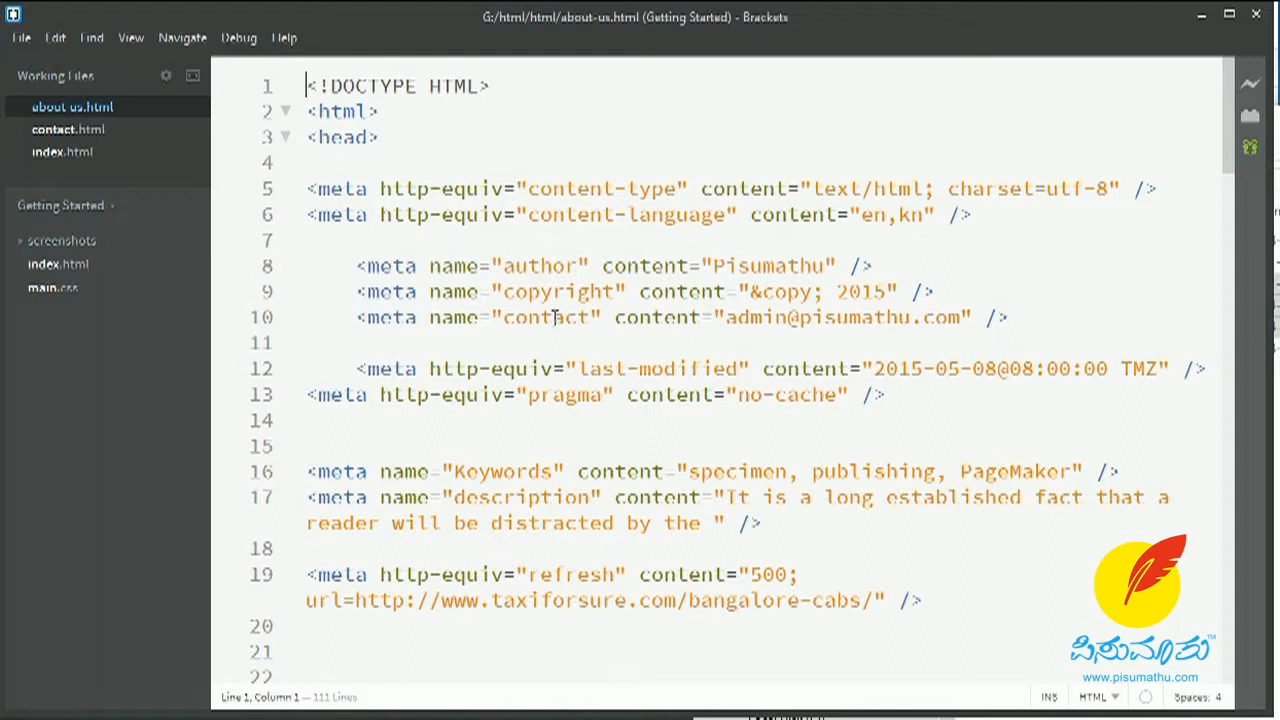 G:/html/html/about-us.html (Getting Started) - Brackets
File Edit Find View Navigate Debug Help
Working Files
about-us.html
contact.html
index.html
Getting Started
screenshots
index.html
main.css
1 <!DOCTYPE HTML>
2 <html>
3 <head>
4
5 <meta http-equiv="content-type" content="text/html; charset=utf-8" />
6 <meta http-equiv="content-language" content="en,kn" />
7
8 <meta name="author" content="Pisumathu" />
9 <meta name="copyright" content="&copy; 2015" />
10 <meta name="contact" content="admin@pisumathu.com" />
11
12 <meta http-equiv="last-modified" content="2015-05-08@08:00:00 TMZ" />
13 <meta http-equiv="pragma" content="no-cache" />
14
15
16 <meta name="Keywords" content="specimen, publishing, PageMaker" />
17 <meta name="description" content="It is a long established fact that a
reader will be distracted by the " />
18
19 <meta http-equiv="refresh" content="500;
url=http://www.taxiforsure.com/bangalore-cabs/" />
20
21
22
ಪಿಸುಮಾತು™
www.pisumathu.com
Line 1, Column 1 — 111 Lines
INS HTML Spaces: 4